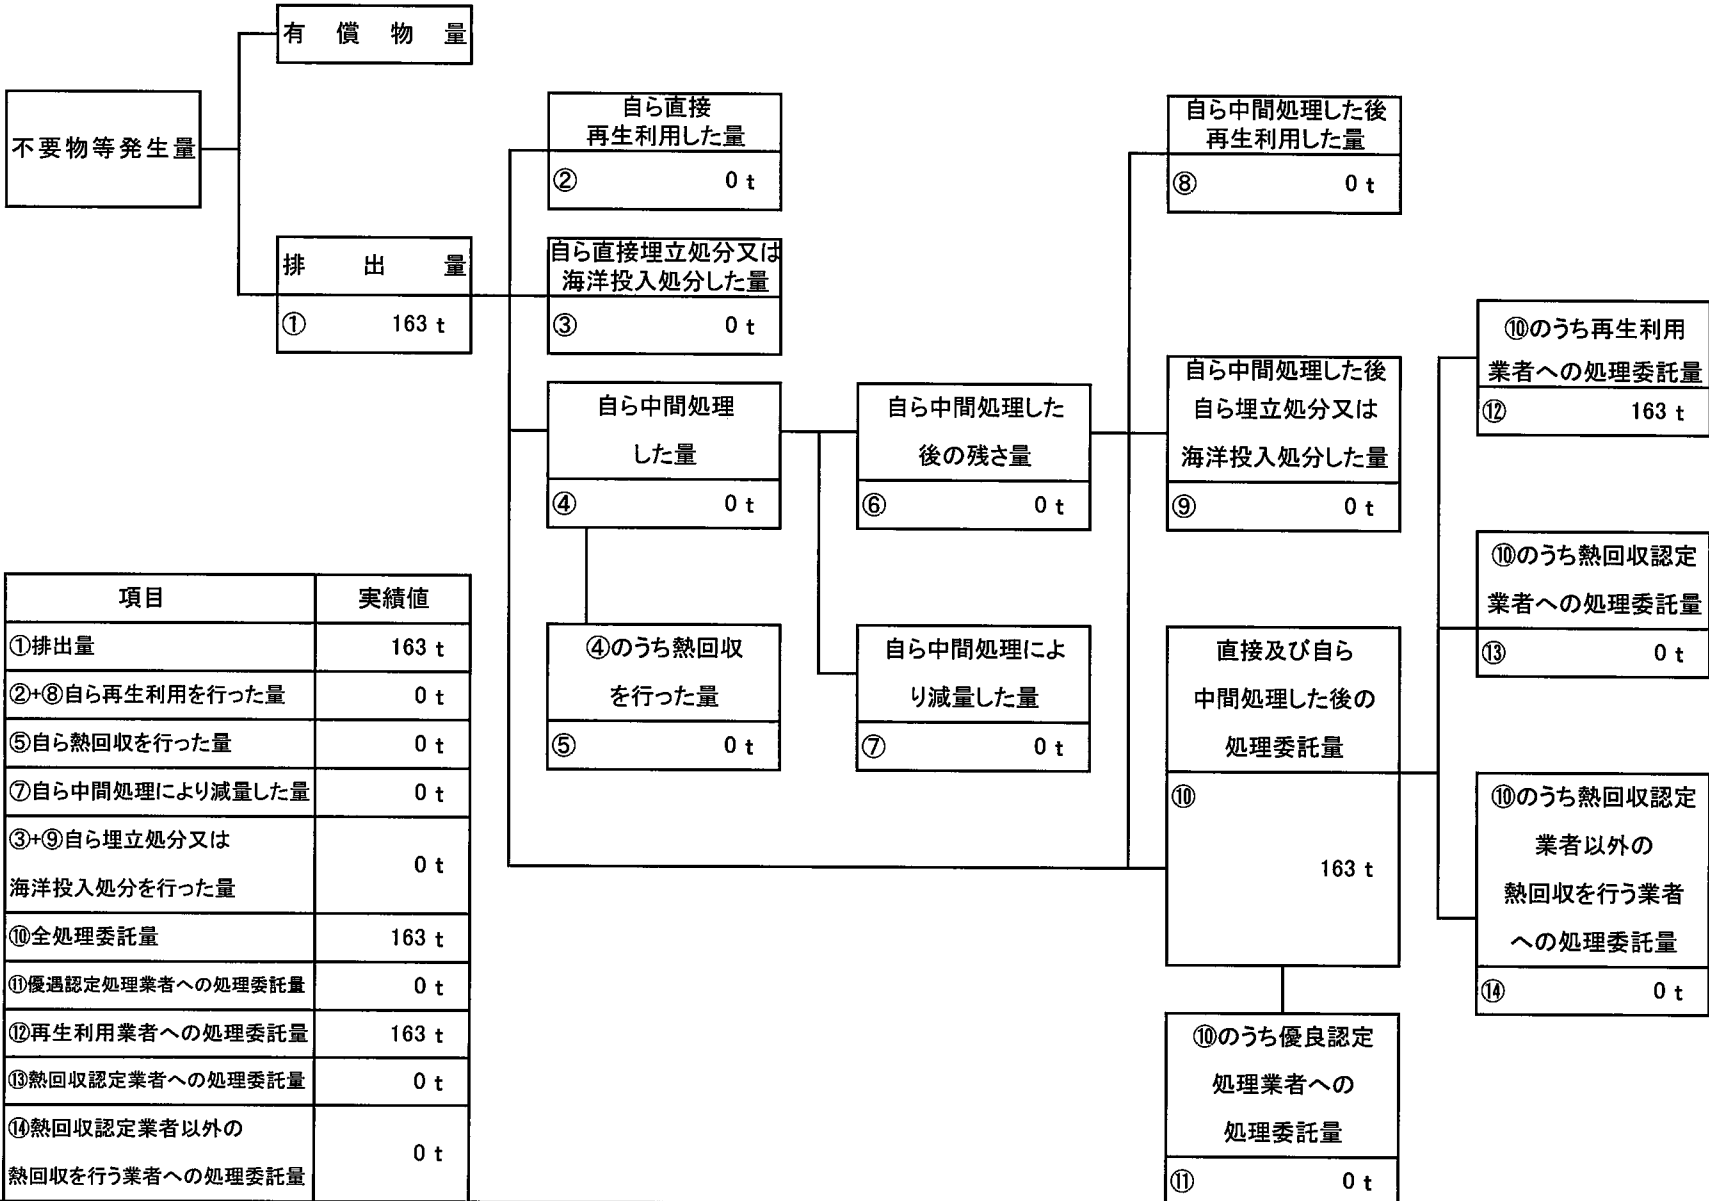 有償物量
不要物等発生量
排出量
① 163 t
自ら直接
再生利用した量
② 0 t
自ら直接埋立処分又は
海洋投入処分した量
③ 0 t
自ら中間処理
した量
④ 0 t
④のうち熱回収
を行った量
⑤ 0 t
自ら中間処理した
後の残さ量
⑥ 0 t
自ら中間処理によ
り減量した量
⑦ 0 t
自ら中間処理した後
再生利用した量
⑧ 0 t
自ら中間処理した後
自ら埋立処分又は
海洋投入処分した量
⑨ 0 t
直接及び自ら
中間処理した後の
処理委託量
⑩
163 t
⑩のうち優良認定
処理業者への
処理委託量
⑪ 0 t
⑩のうち再生利用
業者への処理委託量
⑫ 163 t
⑩のうち熱回収認定
業者への処理委託量
⑬ 0 t
⑩のうち熱回収認定
業者以外の
熱回収を行う業者
への処理委託量
⑭ 0 t
項目 実績値
①排出量 163 t
②+⑧自ら再生利用を行った量 0 t
⑤自ら熱回収を行った量 0 t
⑦自ら中間処理により減量した量 0 t
③+⑨自ら埋立処分又は
海洋投入処分を行った量 0 t
⑩全処理委託量 163 t
⑪優遇認定処理業者への処理委託量 0 t
⑫再生利用業者への処理委託量 163 t
⑬熱回収認定業者への処理委託量 0 t
⑭熱回収認定業者以外の
熱回収を行う業者への処理委託量 0 t